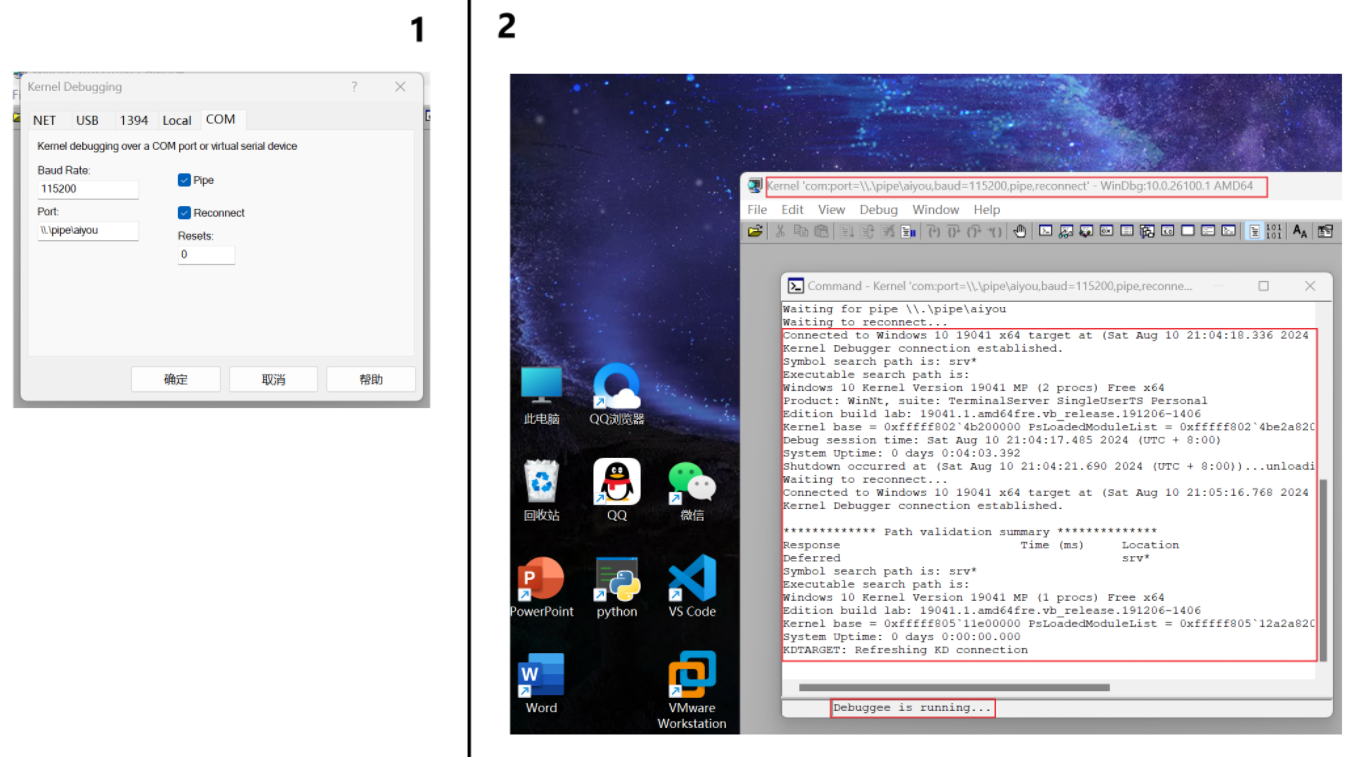 1
Kernel Debugging
NET USB 1394 Local COM
Kernel debugging over a COM port or virtual serial device
Baud Rate:
115200
Pipe
Port:
\\.\pipe\aiyou
Reconnect
Resets:
0
确定 取消 帮助
2
Kernel 'com:port=\\.\pipe\aiyou,baud=115200,pipe,reconnect' - WinDbg:10.0.26100.1 AMD64
File Edit View Debug Window Help
Command - Kernel 'com:port=\\.\pipe\aiyou,baud=115200,pipe,reconne...
Waiting for pipe \\.\pipe\aiyou
Waiting to reconnect...
Connected to Windows 10 19041 x64 target at (Sat Aug 10 21:04:18.336 2024
Kernel Debugger connection established.
Symbol search path is: srv*
Executable search path is:
Windows 10 Kernel Version 19041 MP (2 procs) Free x64
Product: WinNt, suite: TerminalServer SingleUserTS Personal
Edition build lab: 19041.1.amd64fre.vb_release.191206-1406
Kernel base = 0xfffff802`4b200000 PsLoadedModuleList = 0xfffff802`4be2a820
Debug session time: Sat Aug 10 21:04:17.485 2024 (UTC + 8:00)
System Uptime: 0 days 0:04:03.392
Shutdown occurred at (Sat Aug 10 21:04:21.690 2024 (UTC + 8:00))...unloadi
Waiting to reconnect...
Connected to Windows 10 19041 x64 target at (Sat Aug 10 21:05:16.768 2024
Kernel Debugger connection established.
************* Path validation summary **************
Response Time (ms) Location
Deferred srv*
Symbol search path is: srv*
Executable search path is:
Windows 10 Kernel Version 19041 MP (1 procs) Free x64
Edition build lab: 19041.1.amd64fre.vb_release.191206-1406
Kernel base = 0xfffff805`11e00000 PsLoadedModuleList = 0xfffff805`12a2a820
System Uptime: 0 days 0:00:00.000
KDTARGET: Refreshing KD connection
Debuggee is running...
此电脑 QQ浏览器
回收站 QQ 微信
PowerPoint python VS Code
Word VMware
Workstation